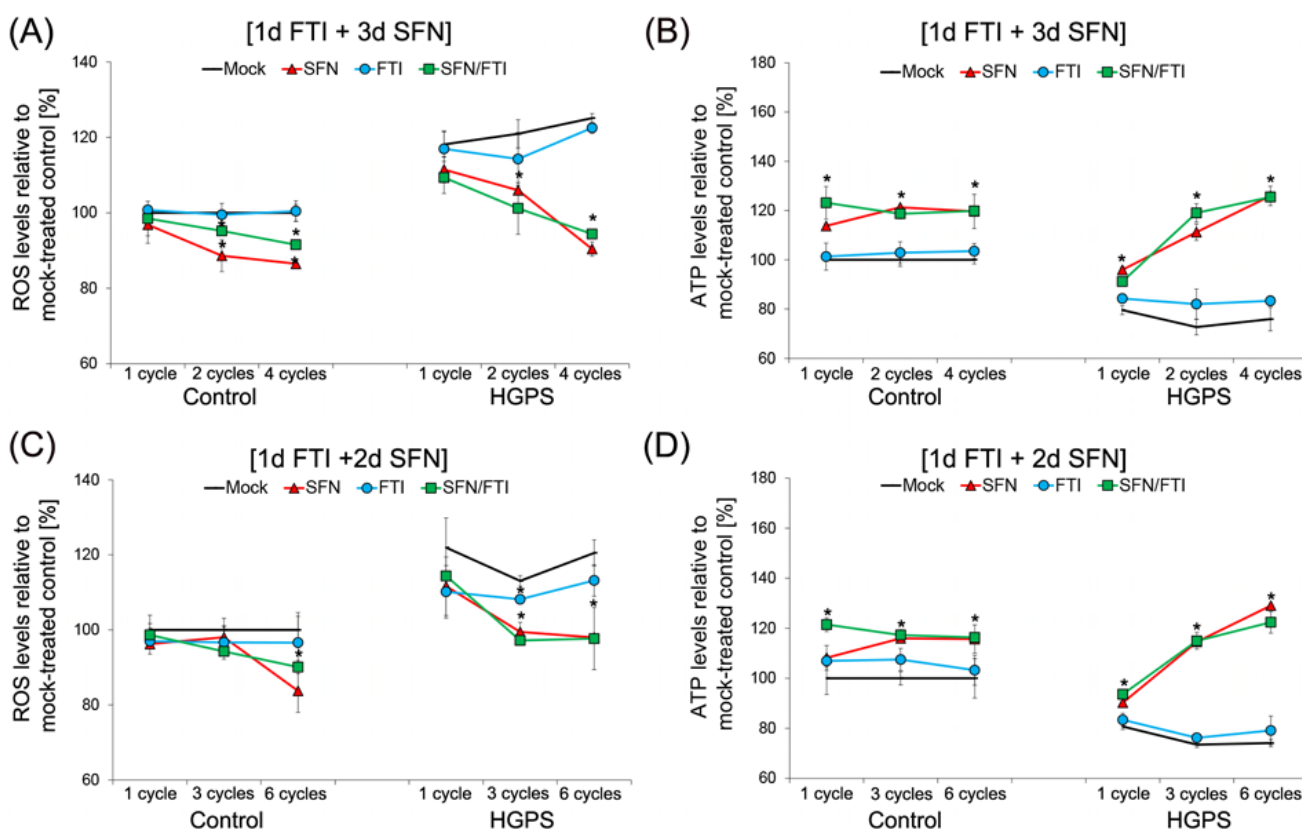 (A)
[1d FTI + 3d SFN]
Mock SFN FTI SFN/FTI
ROS levels relative to
mock-treated control [%]
140
120
100
80
60
* * * * * *
1 cycle 2 cycles 4 cycles 1 cycle 2 cycles 4 cycles
Control HGPS
(B)
[1d FTI + 3d SFN]
Mock SFN FTI SFN/FTI
ATP levels relative to
mock-treated control [%]
180
160
140
120
100
80
60
* * * * * *
1 cycle 2 cycles 4 cycles 1 cycle 2 cycles 4 cycles
Control HGPS
(C)
[1d FTI +2d SFN]
Mock SFN FTI SFN/FTI
ROS levels relative to
mock-treated control [%]
140
120
100
80
60
* * * *
1 cycle 3 cycles 6 cycles 1 cycle 3 cycles 6 cycles
Control HGPS
(D)
[1d FTI + 2d SFN]
Mock SFN FTI SFN/FTI
ATP levels relative to
mock-treated control [%]
180
160
140
120
100
80
60
* * * * * *
1 cycle 3 cycles 6 cycles 1 cycle 3 cycles 6 cycles
Control HGPS